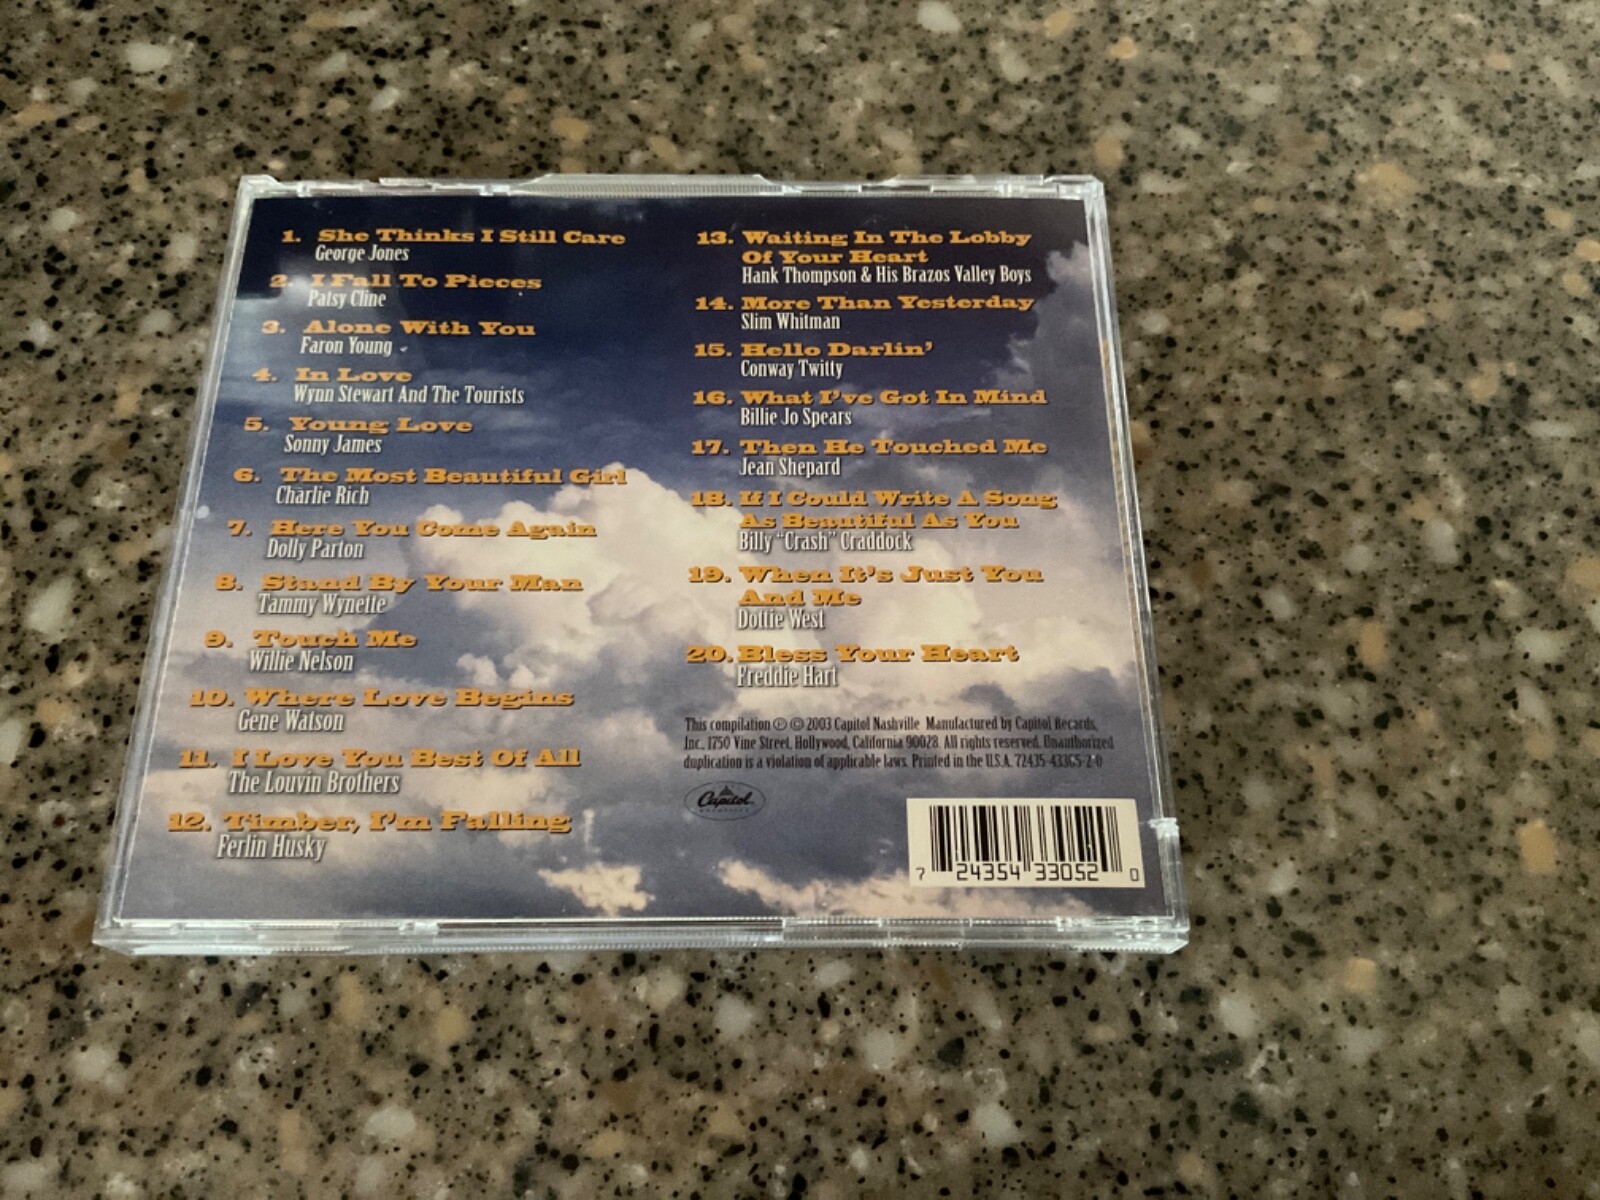 1. She Thinks I Still Care
George Jones
2. I Fall To Pieces
Patsy Cline
3. Alone With You
Faron Young
4. In Love
Wynn Stewart And The Tourists
5. Young Love
Sonny James
6. The Most Beautiful Girl
Charlie Rich
7. Here You Come Again
Dolly Parton
8. Stand By Your Man
Tammy Wynette
9. Touch Me
Willie Nelson
10. Where Love Begins
Gene Watson
11. I Love You Best Of All
The Louvin Brothers
12. Timber, I'm Falling
Ferlin Husky
13. Waiting In The Lobby
Of Your Heart
Hank Thompson & His Brazos Valley Boys
14. More Than Yesterday
Slim Whitman
15. Hello Darlin'
Conway Twitty
16. What I've Got In Mind
Billie Jo Spears
17. Then He Touched Me
Jean Shepard
18. If I Could Write A Song
As Beautiful As You
Billy "Crash" Craddock
19. When It's Just You
And Me
Dottie West
20. Bless Your Heart
Freddie Hart
This compilation ℗ © 2003 Capitol Nashville Manufactured by Capitol Records,
Inc., 1750 Vine Street, Hollywood, California 90028. All rights reserved. Unauthorized
duplication is a violation of applicable laws. Printed in the U.S.A.
Capitol
7 24354 33052 0